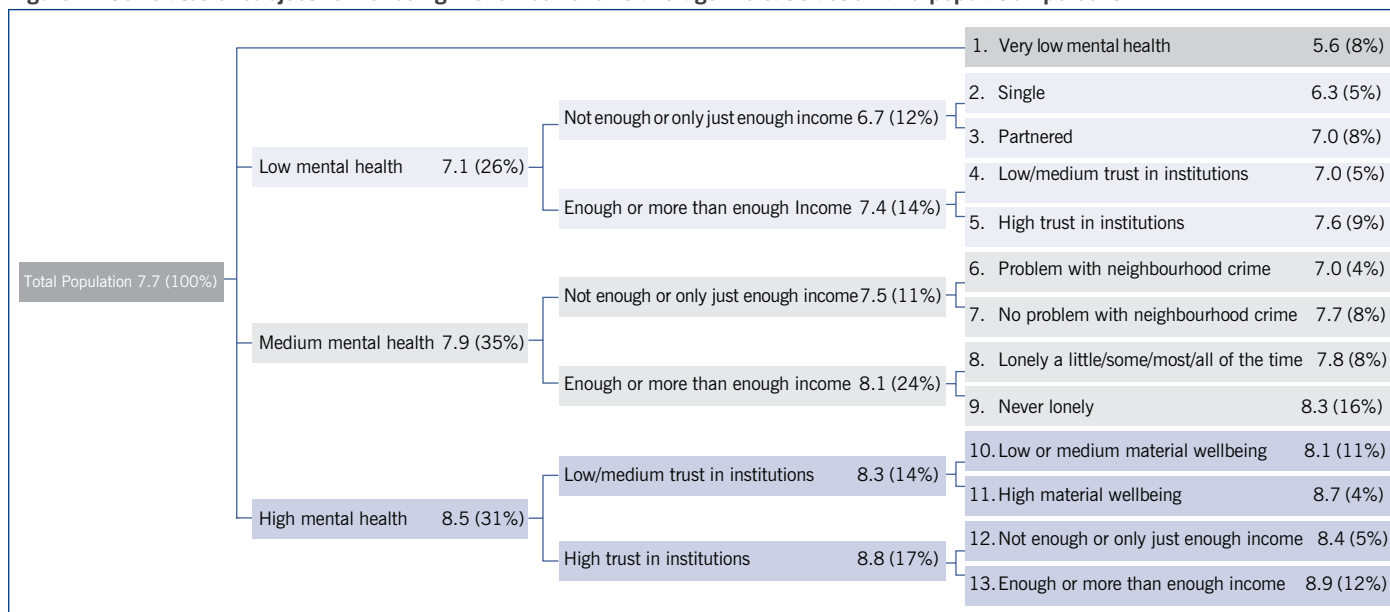 1. Very low mental health 5.6 (8%)
2. Single 6.3 (5%)
Not enough or only just enough income 6.7 (12%)
3. Partnered 7.0 (8%)
Low mental health 7.1 (26%)
4. Low/medium trust in institutions 7.0 (5%)
Enough or more than enough Income 7.4 (14%)
5. High trust in institutions 7.6 (9%)
Total Population 7.7 (100%)
6. Problem with neighbourhood crime 7.0 (4%)
Not enough or only just enough income 7.5 (11%)
7. No problem with neighbourhood crime 7.7 (8%)
Medium mental health 7.9 (35%)
8. Lonely a little/some/most/all of the time 7.8 (8%)
Enough or more than enough income 8.1 (24%)
9. Never lonely 8.3 (16%)
10. Low or medium material wellbeing 8.1 (11%)
Low/medium trust in institutions 8.3 (14%)
11. High material wellbeing 8.7 (4%)
High mental health 8.5 (31%)
12. Not enough or only just enough income 8.4 (5%)
High trust in institutions 8.8 (17%)
13. Enough or more than enough income 8.9 (12%)